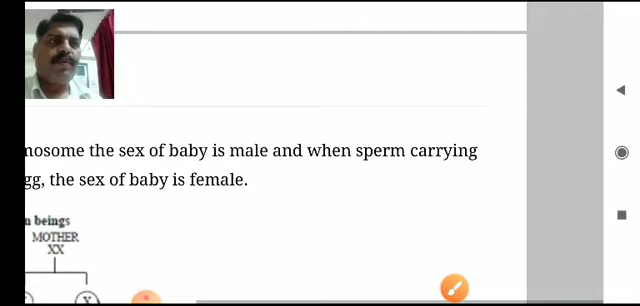 mosome the sex of baby is male and when sperm carrying
gg, the sex of baby is female.
n beings
MOTHER
XX
X